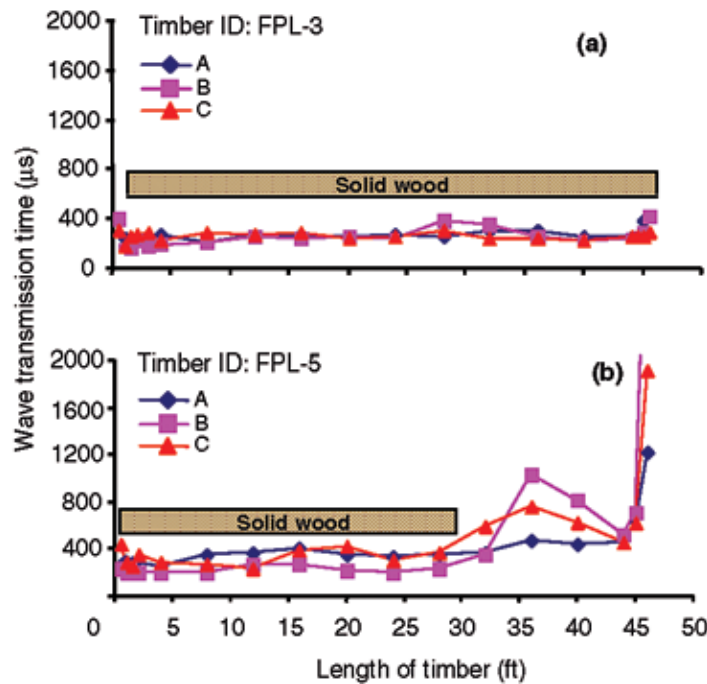 Wave transmission time (µs)
Timber ID: FPL-3
(a)
A
B
C
2000
1600
1200
800
400
0
Solid wood
Timber ID: FPL-5
(b)
A
B
C
2000
1600
1200
800
400
Solid wood
0 5 10 15 20 25 30 35 40 45 50
Length of timber (ft)